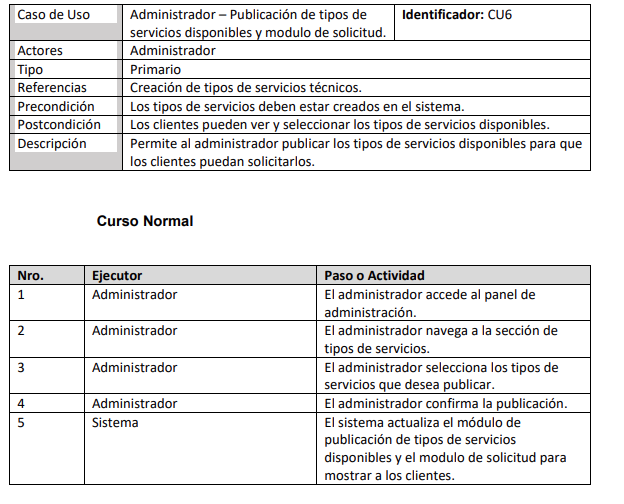 Caso de Uso
Administrador – Publicación de tipos de
servicios disponibles y modulo de solicitud.
Identificador: CU6
Actores
Administrador
Tipo
Primario
Referencias
Creación de tipos de servicios técnicos.
Precondición
Los tipos de servicios deben estar creados en el sistema.
Postcondición
Los clientes pueden ver y seleccionar los tipos de servicios disponibles.
Descripción
Permite al administrador publicar los tipos de servicios disponibles para que
los clientes puedan solicitarlos.
Curso Normal
Nro.
Ejecutor
Paso o Actividad
1
Administrador
El administrador accede al panel de
administración.
2
Administrador
El administrador navega a la sección de
tipos de servicios.
3
Administrador
El administrador selecciona los tipos de
servicios que desea publicar.
4
Administrador
El administrador confirma la publicación.
5
Sistema
El sistema actualiza el módulo de
publicación de tipos de servicios
disponibles y el modulo de solicitud para
mostrar a los clientes.